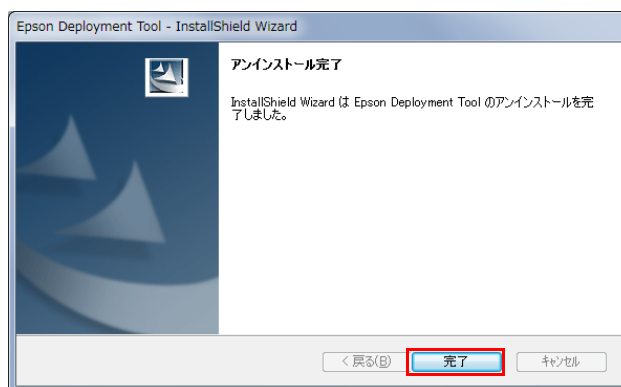 Epson Deployment Tool - InstallShield Wizard
アンインストール完了
InstallShield Wizard は Epson Deployment Tool のアンインストールを完
了しました。
< 戻る(B) 完了 キャンセル